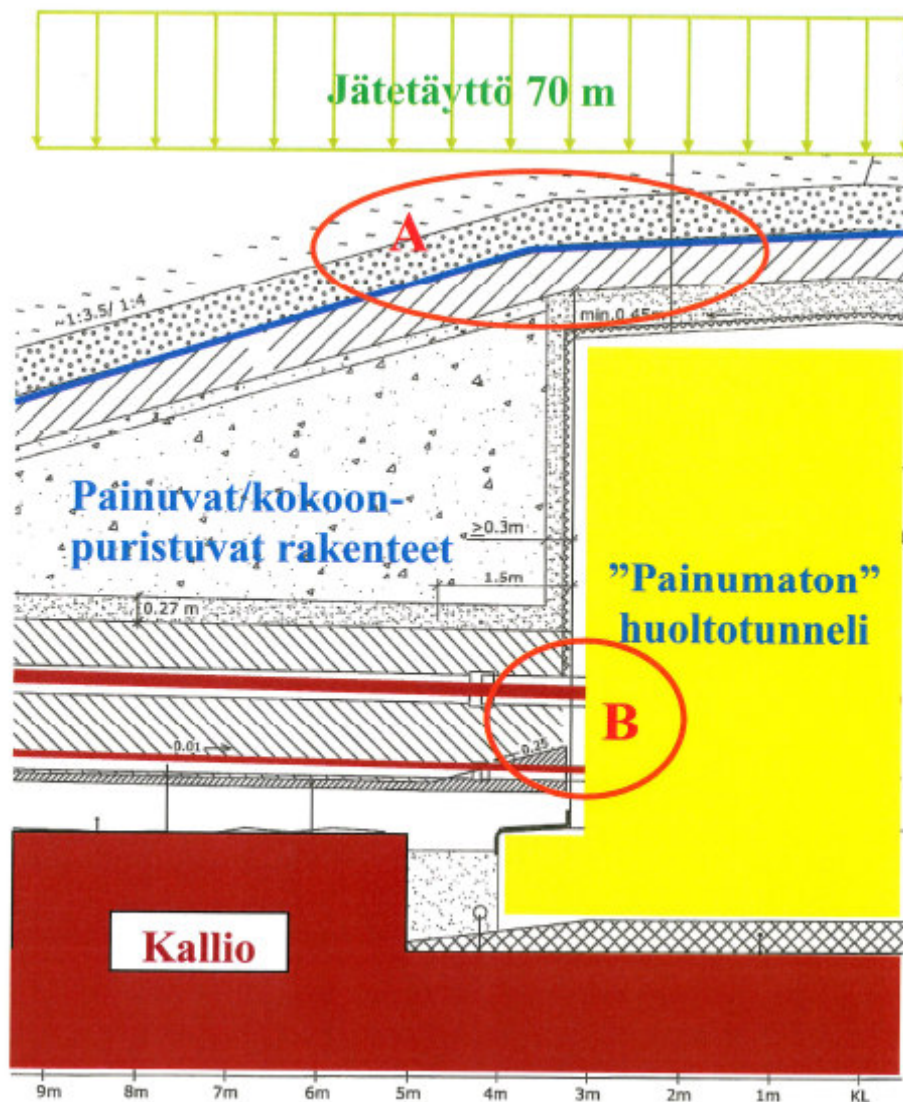 Jätetäyttö 70 m
A
~1:3.5/ 1:4
min.0.45m
Painuvat/kokoon-
puristuvat rakenteet
≥0.3m
1.5m
"Painumaton"
huoltotunneli
0.27 m
B
0.01
0.25
Kallio
9m 8m 7m 6m 5m 4m 3m 2m 1m KL